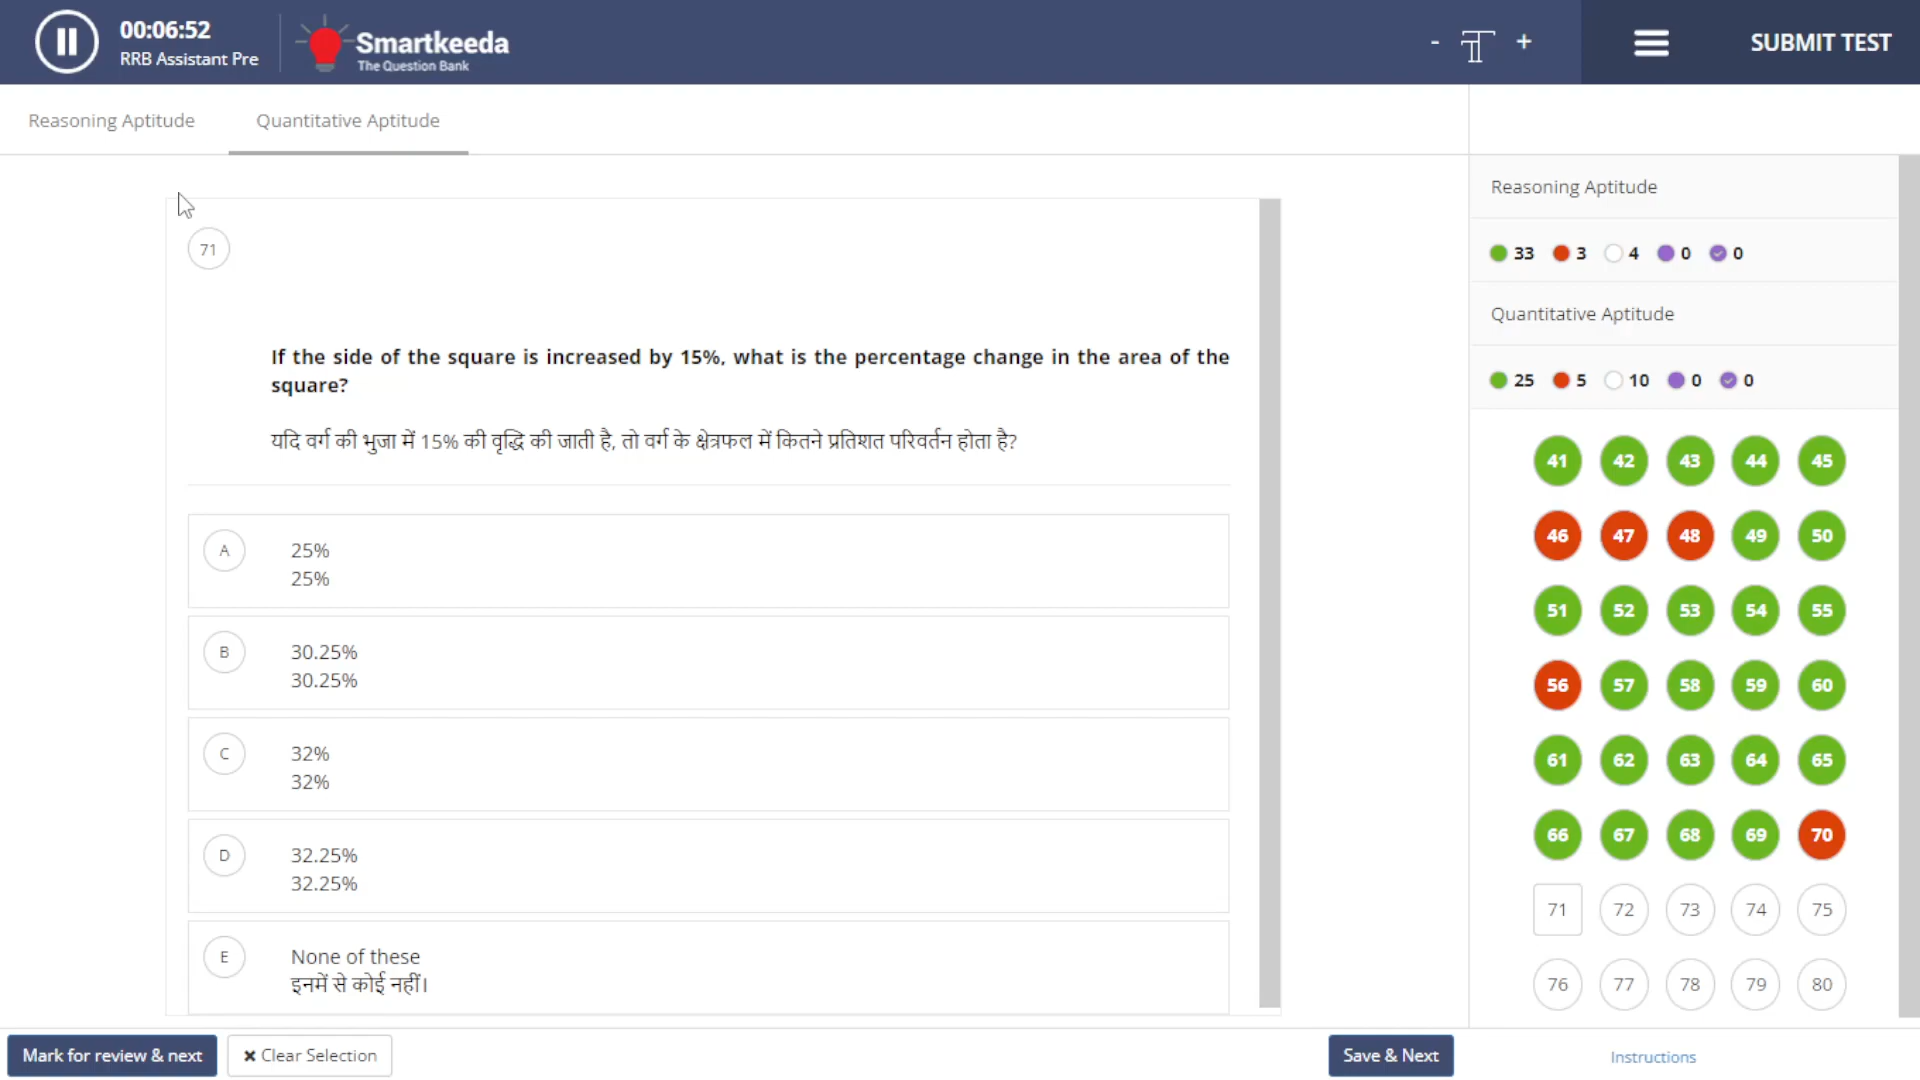 00:06:52
RRB Assistant Pre
Smartkeeda
The Question Bank
- T +
SUBMIT TEST
Reasoning Aptitude
Quantitative Aptitude
71
If the side of the square is increased by 15%, what is the percentage change in the area of the
square?
यदि वर्ग की भुजा में 15% की वृद्धि की जाती है, तो वर्ग के क्षेत्रफल में कितने प्रतिशत परिवर्तन होता है?
A
25%
25%
B
30.25%
30.25%
C
32%
32%
D
32.25%
32.25%
E
None of these
इनमें से कोई नहीं।
Mark for review & next
Clear Selection
Save & Next
Reasoning Aptitude
33 3 4 0 0
Quantitative Aptitude
25 5 10 0 0
41 42 43 44 45
46 47 48 49 50
51 52 53 54 55
56 57 58 59 60
61 62 63 64 65
66 67 68 69 70
71 72 73 74 75
76 77 78 79 80
Instructions